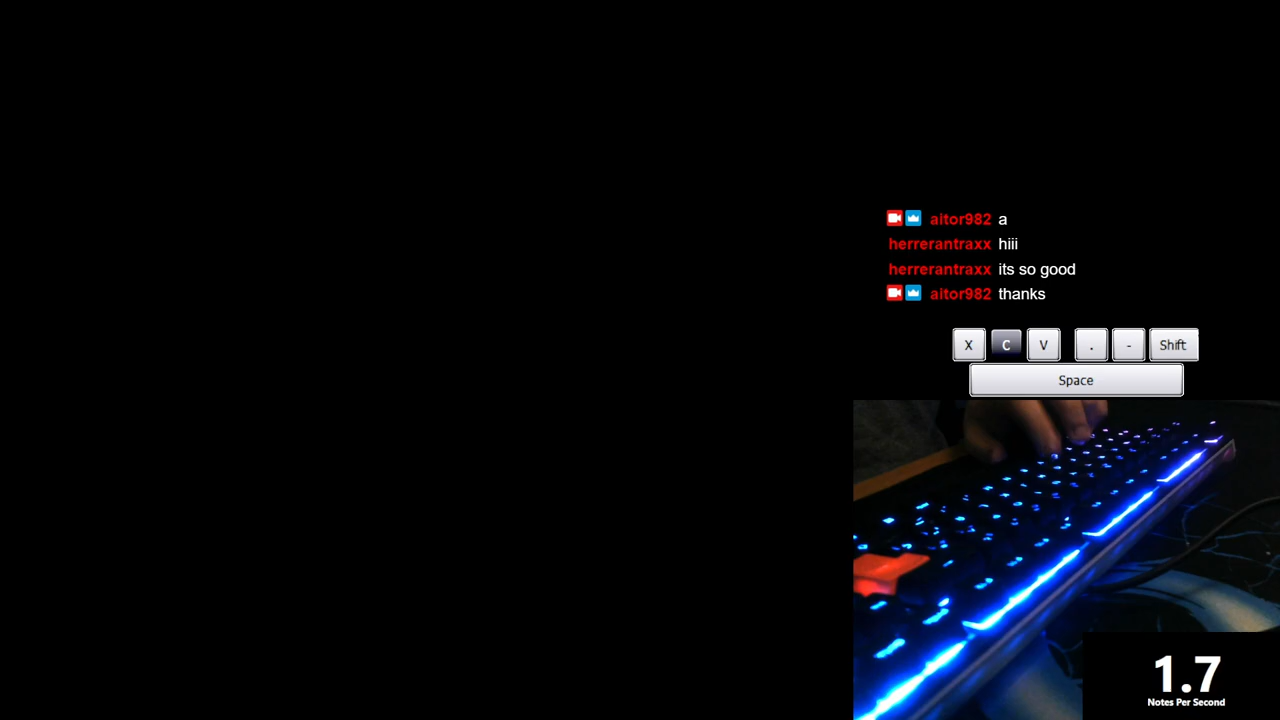 aitor982 a
herrerantraxx hiii
herrerantraxx its so good
aitor982 thanks
X C V . - Shift
Space
1.7
Notes Per Second